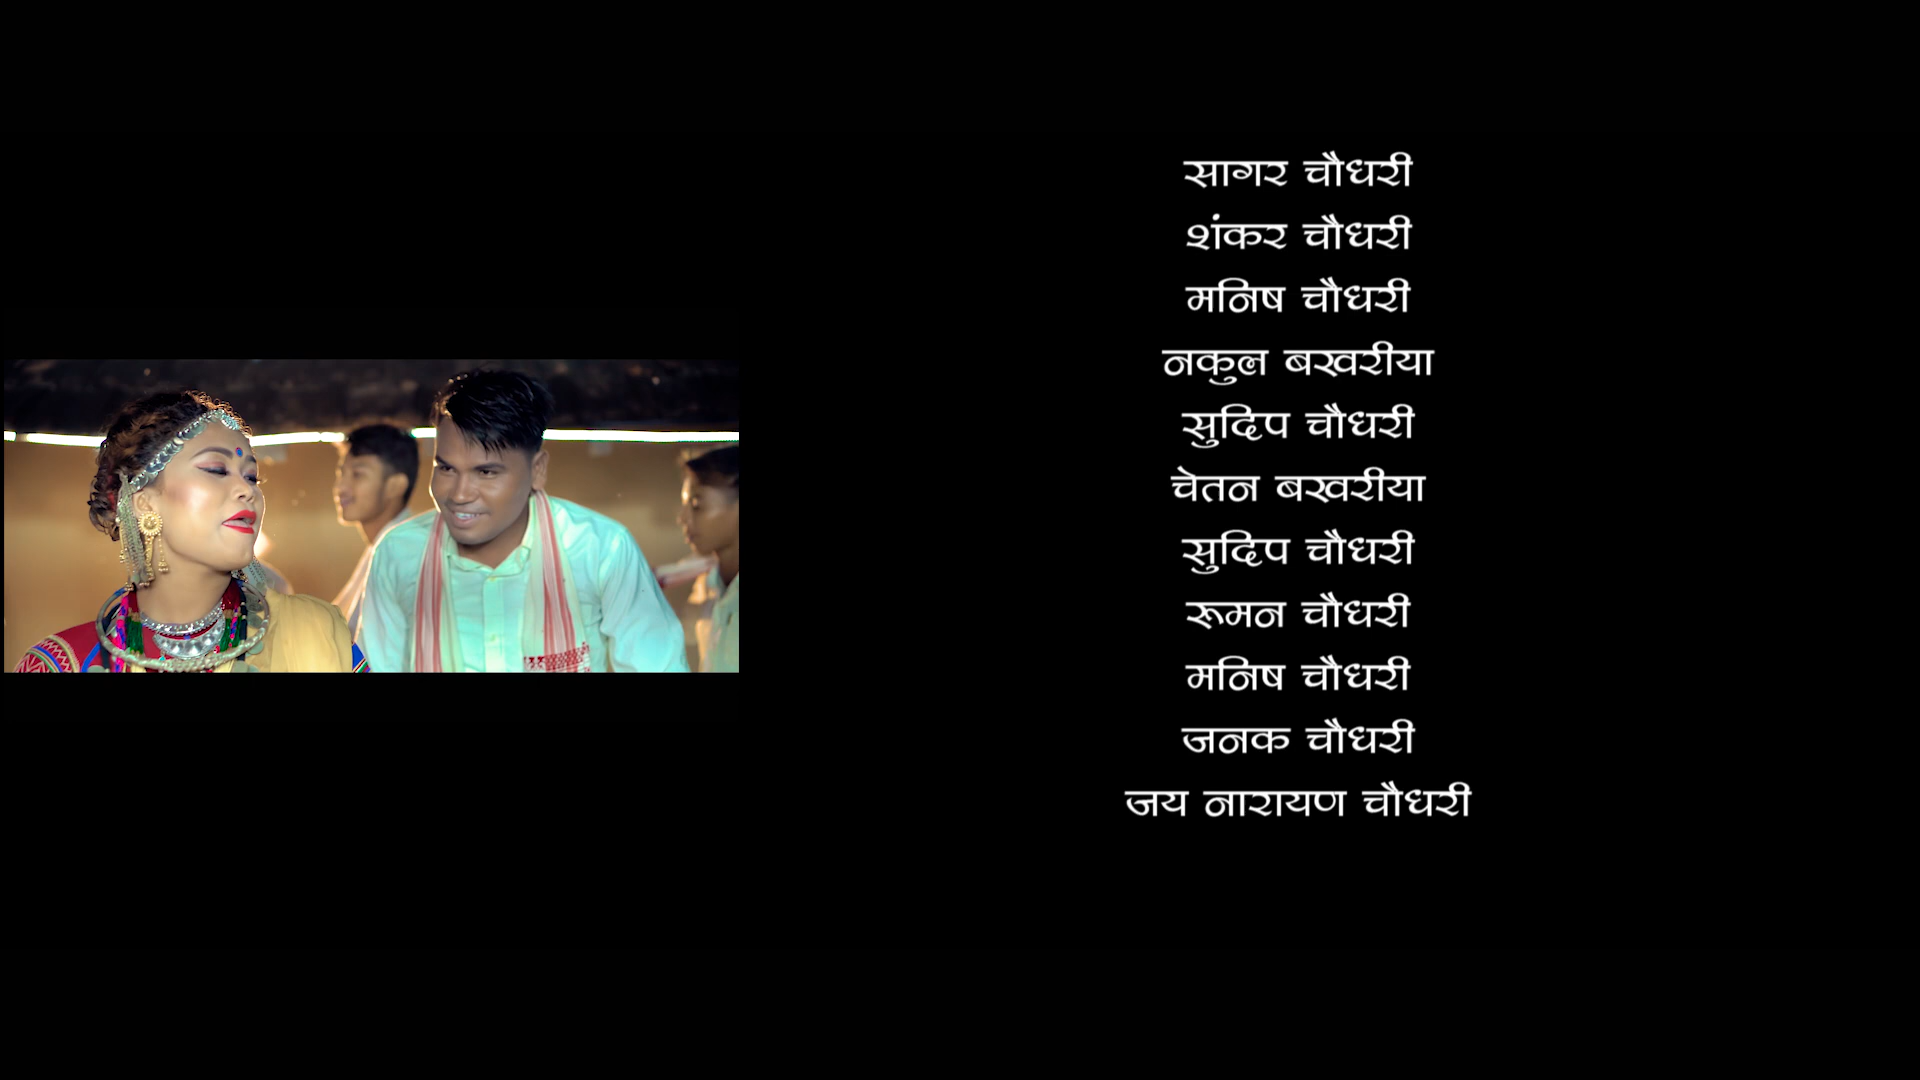 सागर चौधरी
शंकर चौधरी
मनिष चौधरी
नकुल बखरीया
सुदिप चौधरी
चेतन बखरीया
सुदिप चौधरी
रूमन चौधरी
मनिष चौधरी
जनक चौधरी
जय नारायण चौधरी